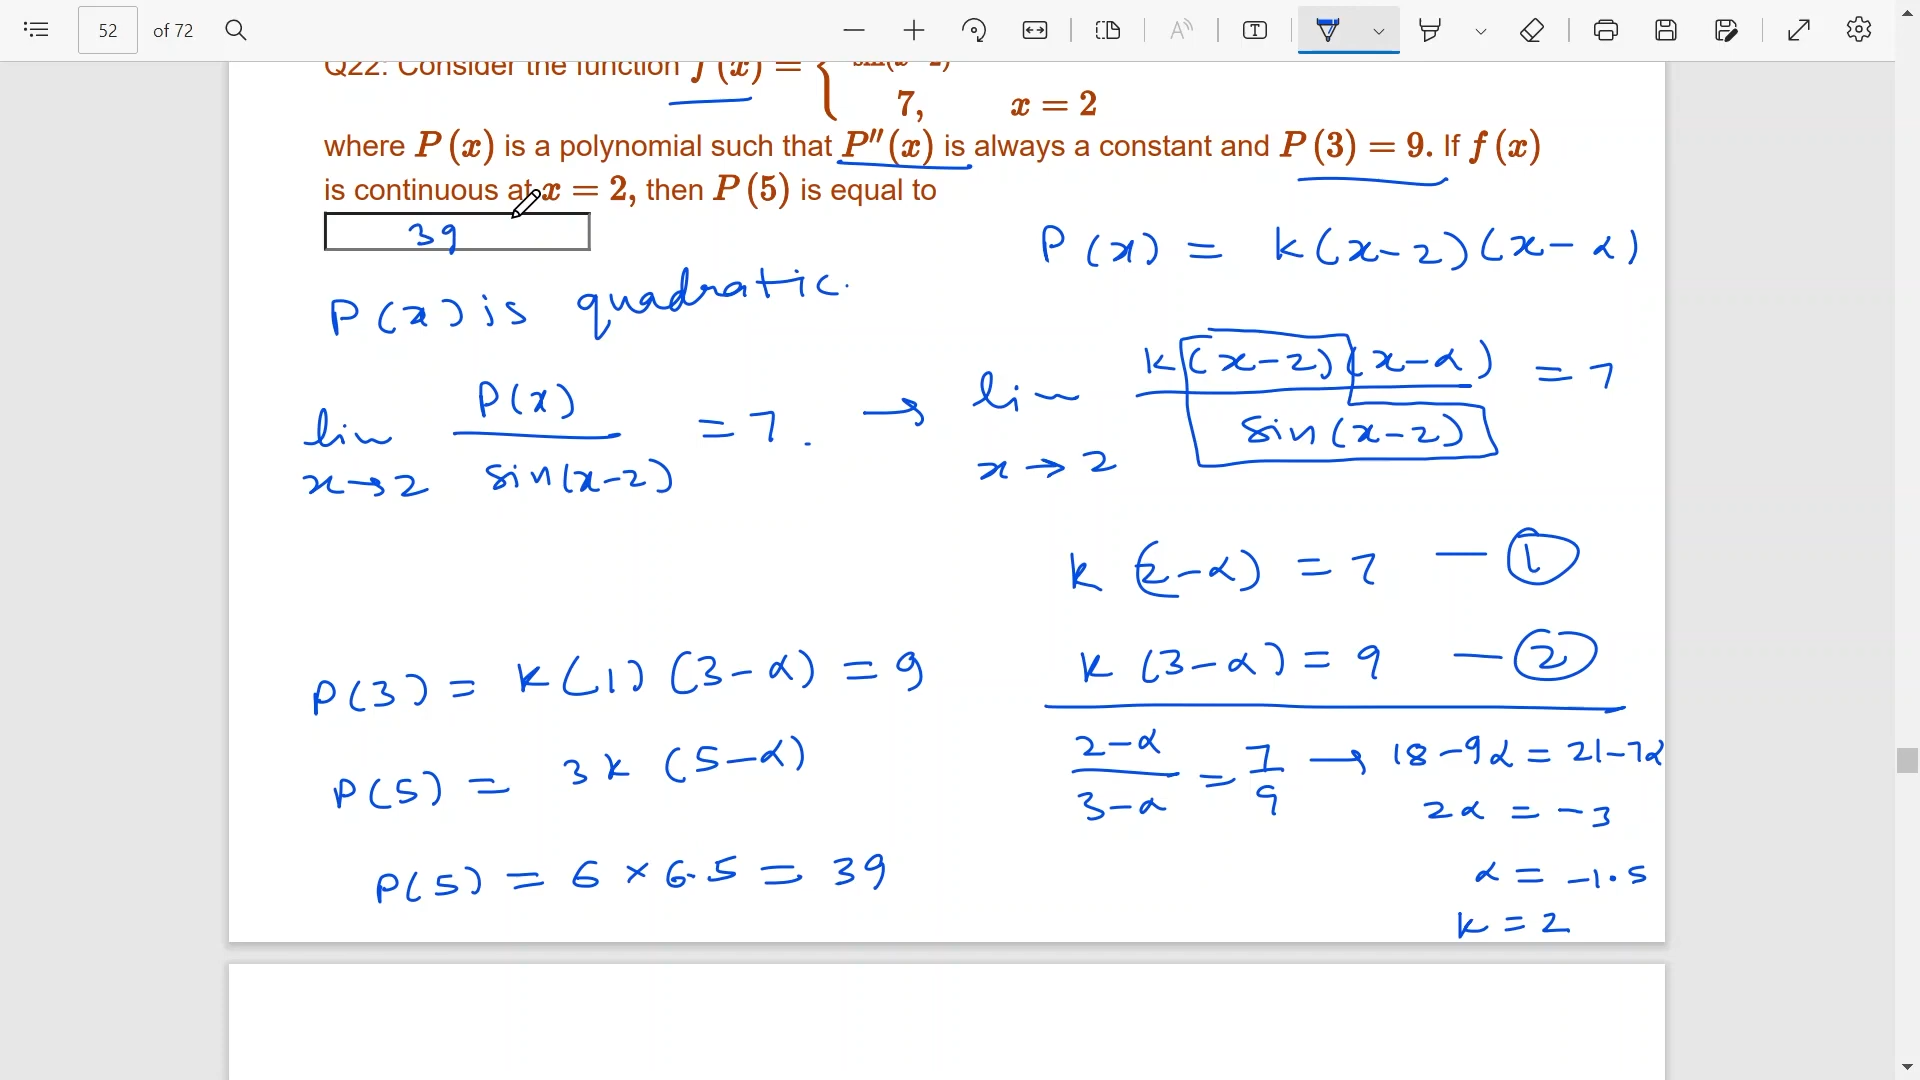 52 of 72
Q22: Consider the function f(x) = { sin(x−2)
7, x = 2
where P(x) is a polynomial such that P″(x) is always a constant and P(3) = 9. If f(x)
is continuous at x = 2, then P(5) is equal to
39
P(x) is quadratic.
lim x→2 P(x) / sin(x−2) = 7. →
P(3) = k(1)(3−α) = 9
P(5) = 3k(5−α)
P(5) = 6 × 6.5 = 39
P(x) = k(x−2)(x−α)
lim x→2 k(x−2)(x−α) / sin(x−2) = 7
k(2−α) = 7 — 1
k(3−α) = 9 — 2
2−α / 3−α = 7/9 → 18−9α = 21−7α
2α = −3
α = −1.5
k = 2